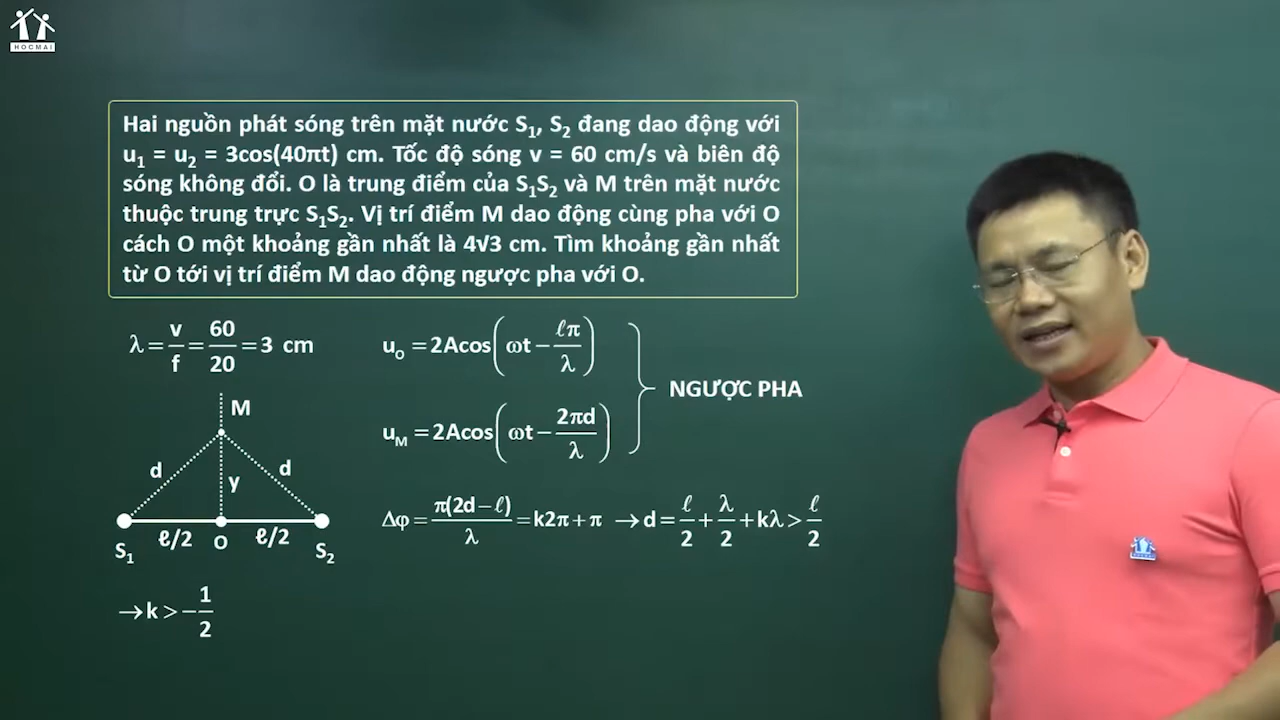 HOCMAI
Hai nguồn phát sóng trên mặt nước S₁, S₂ đang dao động với
u₁ = u₂ = 3cos(40πt) cm. Tốc độ sóng v = 60 cm/s và biên độ
sóng không đổi. O là trung điểm của S₁S₂ và M trên mặt nước
thuộc trung trực S₁S₂. Vị trí điểm M dao động cùng pha với O
cách O một khoảng gần nhất là 4√3 cm. Tìm khoảng gần nhất
từ O tới vị trí điểm M dao động ngược pha với O.
λ = v/f = 60/20 = 3 cm
u_O = 2Acos(ωt − ℓπ/λ)
NGƯỢC PHA
u_M = 2Acos(ωt − 2πd/λ)
M
d d
y
ℓ/2 O ℓ/2
S₁ S₂
Δφ = π(2d − ℓ)/λ = k2π + π → d = ℓ/2 + λ/2 + kλ > ℓ/2
→ k > − 1/2